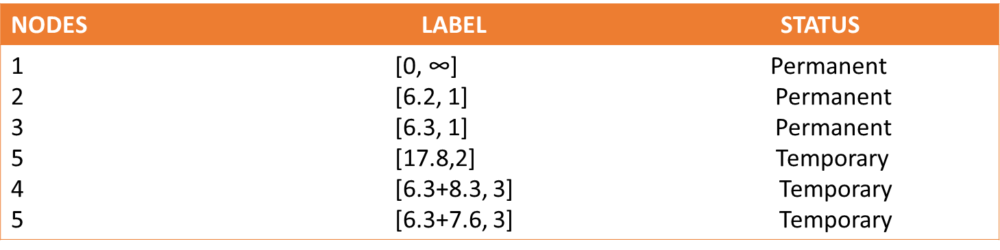 NODES LABEL STATUS
1 [0, ∞] Permanent
2 [6.2, 1] Permanent
3 [6.3, 1] Permanent
5 [17.8,2] Temporary
4 [6.3+8.3, 3] Temporary
5 [6.3+7.6, 3] Temporary